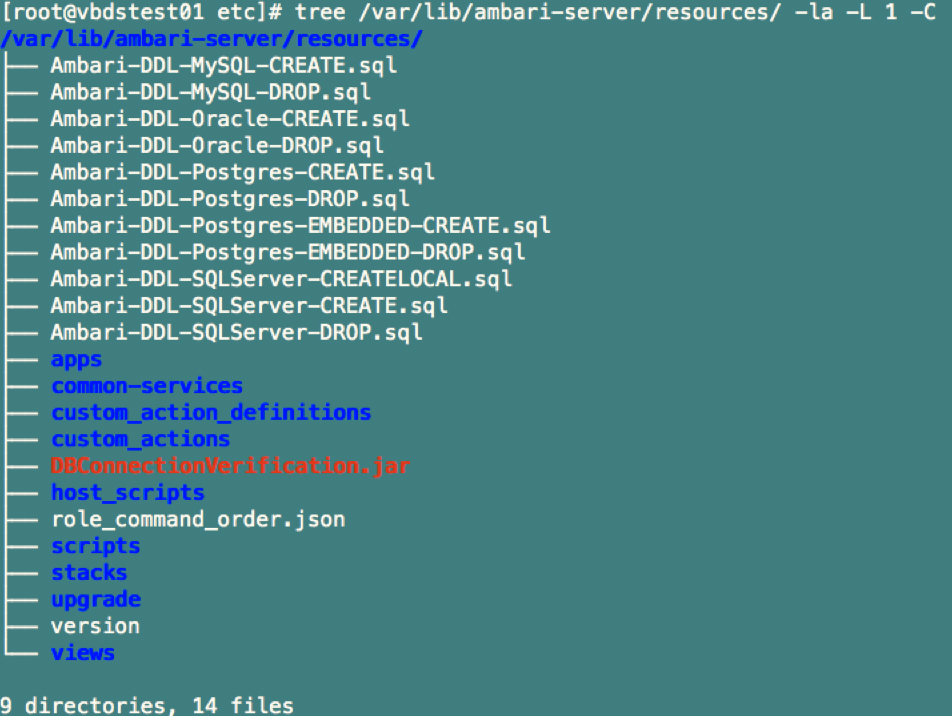 [root@vbdstest01 etc]# tree /var/lib/ambari-server/resources/ -la -L 1 -C
/var/lib/ambari-server/resources/
├── Ambari-DDL-MySQL-CREATE.sql
├── Ambari-DDL-MySQL-DROP.sql
├── Ambari-DDL-Oracle-CREATE.sql
├── Ambari-DDL-Oracle-DROP.sql
├── Ambari-DDL-Postgres-CREATE.sql
├── Ambari-DDL-Postgres-DROP.sql
├── Ambari-DDL-Postgres-EMBEDDED-CREATE.sql
├── Ambari-DDL-Postgres-EMBEDDED-DROP.sql
├── Ambari-DDL-SQLServer-CREATELOCAL.sql
├── Ambari-DDL-SQLServer-CREATE.sql
├── Ambari-DDL-SQLServer-DROP.sql
├── apps
├── common-services
├── custom_action_definitions
├── custom_actions
├── DBConnectionVerification.jar
├── host_scripts
├── role_command_order.json
├── scripts
├── stacks
├── upgrade
├── version
└── views
9 directories, 14 files